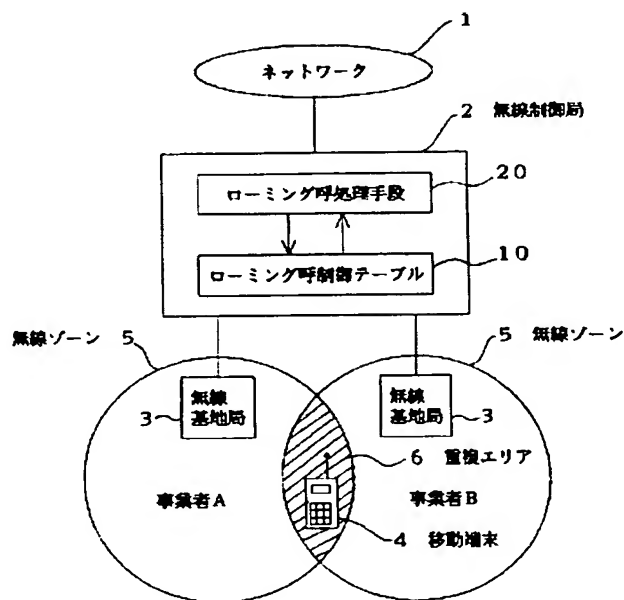 1
ネットワーク
2 無線制御局
ローミング呼処理手段
20
ローミング呼制御テーブル
10
無線ゾーン 5
5 無線ゾーン
無線
基地局
3
無線
基地局
3
6 重複エリア
事業者A
事業者B
4 移動端末